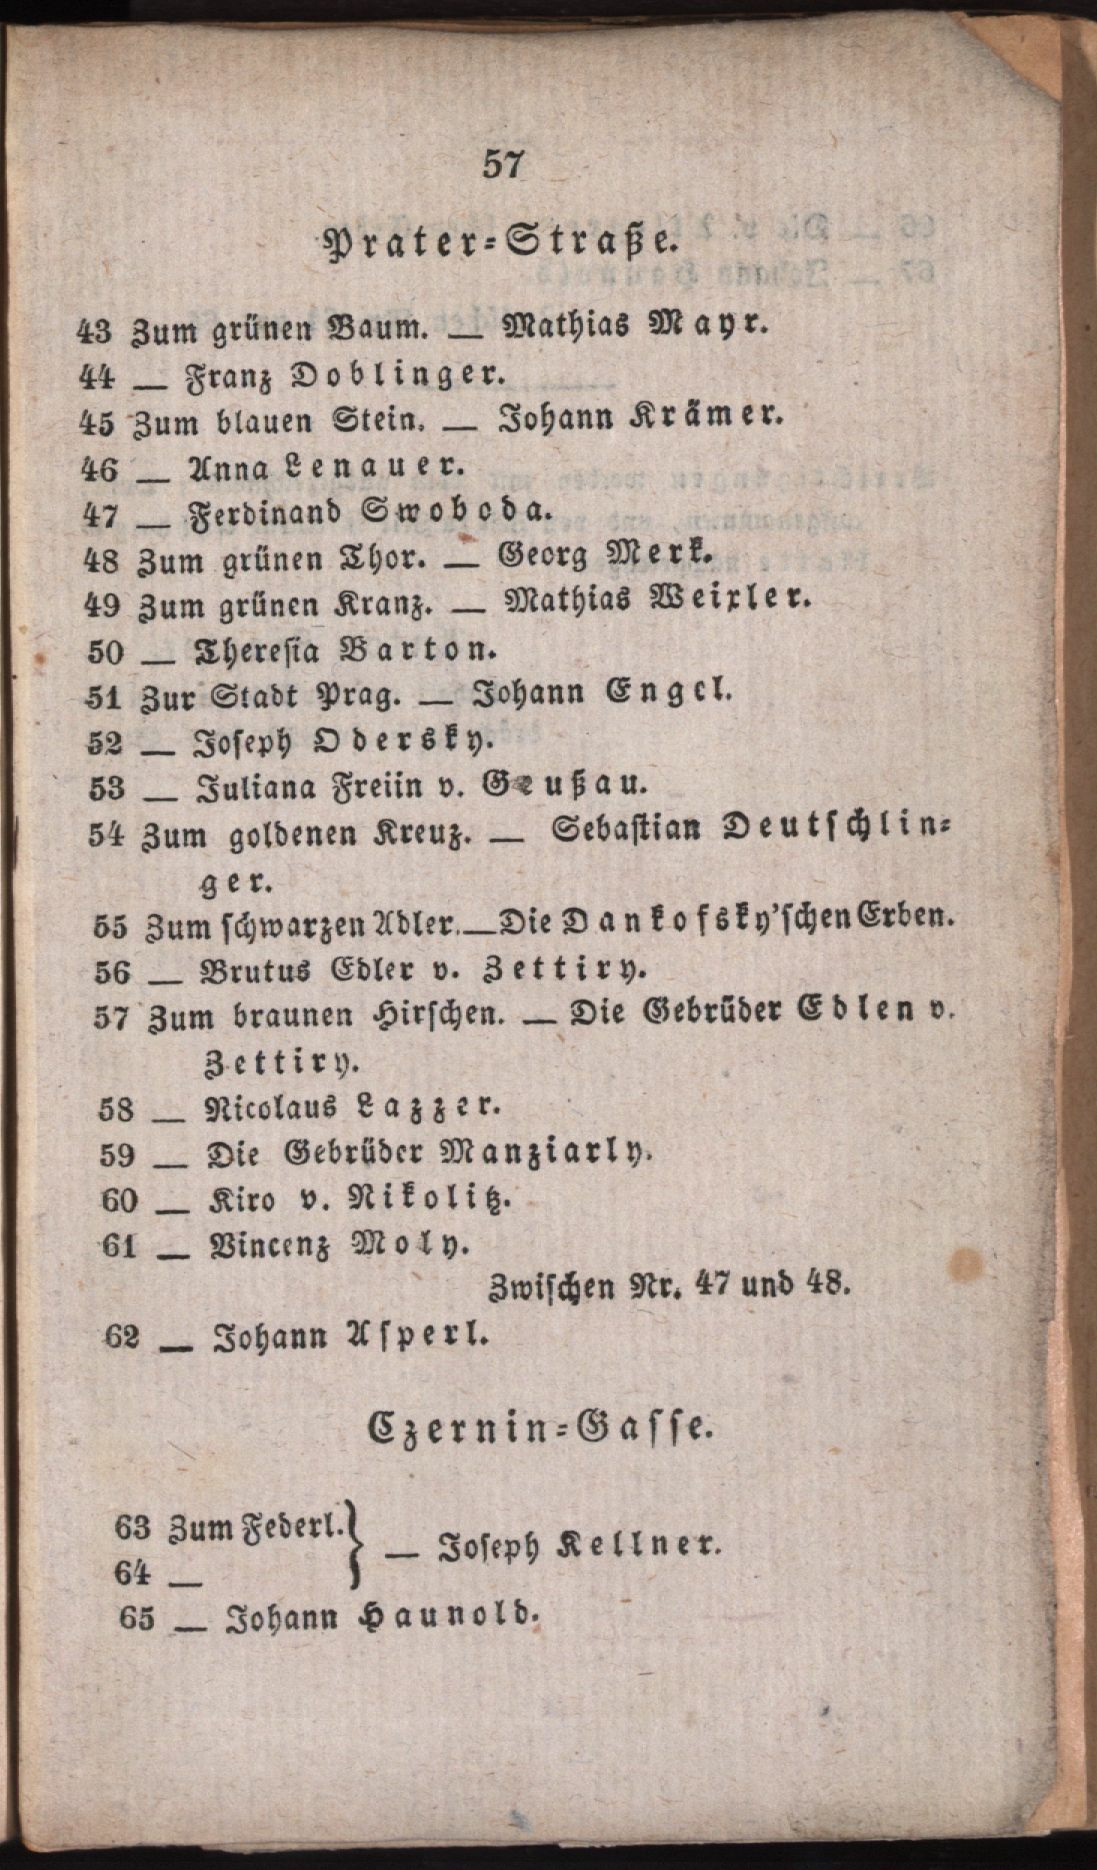 57
Prater-Straße.
43 Zum grünen Baum. — Mathias Mayr.
44 — Franz Doblinger.
45 Zum blauen Stein. — Johann Krämer.
46 — Anna Lenauer.
47 — Ferdinand Swoboda.
48 Zum grünen Thor. — Georg Merk.
49 Zum grünen Kranz. — Mathias Weixler.
50 — Theresia Barton.
51 Zur Stadt Prag. — Johann Engel.
52 — Joseph Odersky.
53 — Juliana Freiin v. Geußau.
54 Zum goldenen Kreuz. — Sebastian Deutschlin-
ger.
55 Zum schwarzen Adler. — Die Dankofsky'schen Erben.
56 — Brutus Edler v. Zettiry.
57 Zum braunen Hirschen. — Die Gebrüder Edlen v.
Zettiry.
58 — Nicolaus Lazzer.
59 — Die Gebrüder Manziarly.
60 — Kiro v. Nikolitz.
61 — Vincenz Moly.
Zwischen Nr. 47 und 48.
62 — Johann Asperl.
Czernin-Gasse.
63 Zum Federl. }
64 — } — Joseph Kellner.
65 — Johann Haunold.